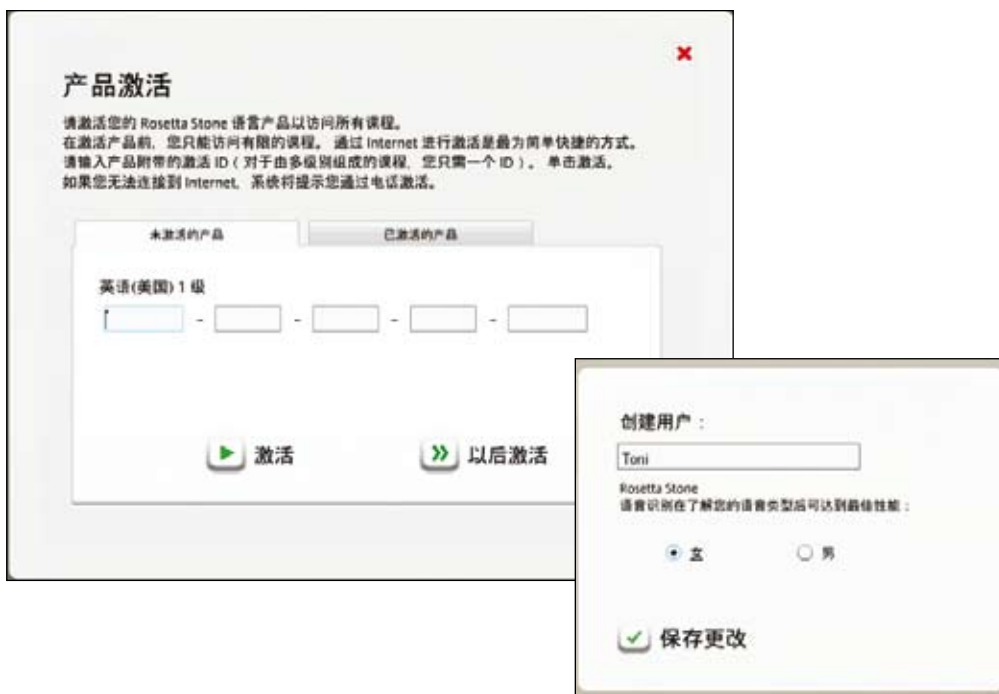 产品激活
请激活您的 Rosetta Stone 语言产品以访问所有课程。
在激活产品前，您只能访问有限的课程。 通过 Internet 进行激活是最为简单快捷的方式。
请输入产品附带的激活 ID（对于由多级别组成的课程，您只需一个 ID）。 单击激活。
如果您无法连接到 Internet，系统将提示您通过电话激活。
未激活的产品 已激活的产品
英语(美国) 1 级
- - - -
激活 以后激活
创建用户：
Toni
Rosetta Stone
语音识别在了解您的语音类型后可达到最佳性能：
女 男
保存更改